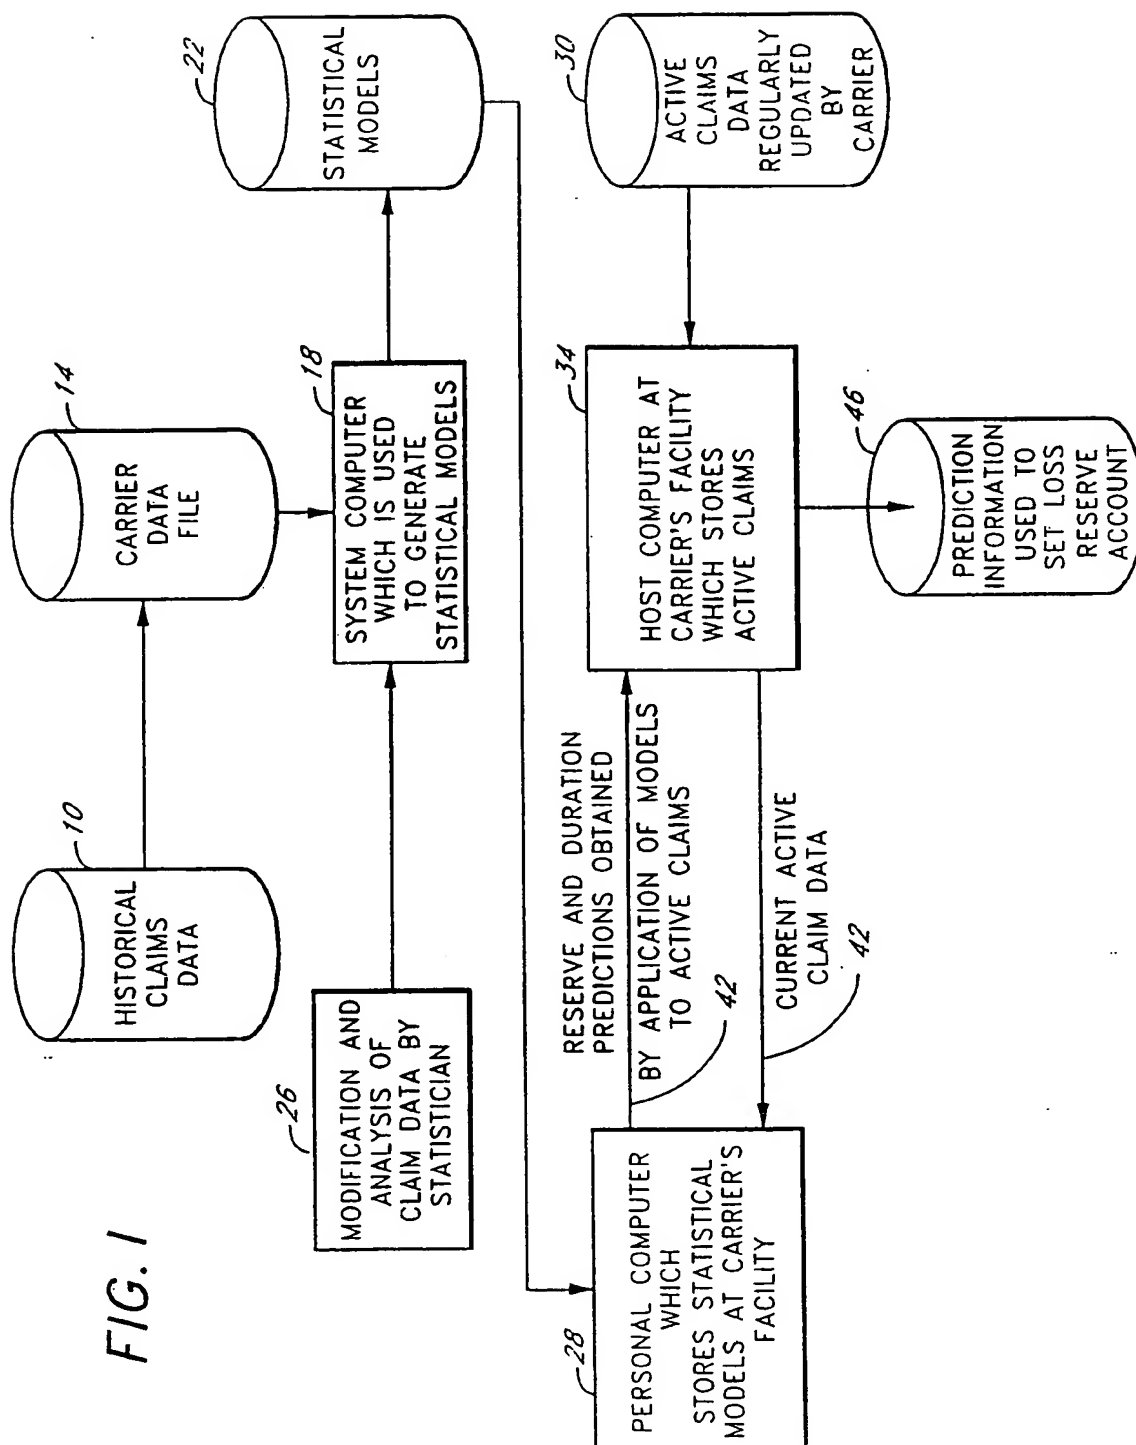 FIG. 1
10
HISTORICAL
CLAIMS
DATA
14
CARRIER
DATA
FILE
26
MODIFICATION AND
ANALYSIS OF
CLAIM DATA BY
STATISTICIAN
18
SYSTEM COMPUTER
WHICH IS USED
TO GENERATE
STATISTICAL MODELS
22
STATISTICAL
MODELS
28
PERSONAL COMPUTER
WHICH
STORES STATISTICAL
MODELS AT CARRIER'S
FACILITY
RESERVE AND DURATION
PREDICTIONS OBTAINED
BY APPLICATION OF MODELS
TO ACTIVE CLAIMS
42
CURRENT ACTIVE
CLAIM DATA
42
34
HOST COMPUTER AT
CARRIER'S FACILITY
WHICH STORES
ACTIVE CLAIMS
30
ACTIVE
CLAIMS
DATA
REGULARLY
UPDATED
BY
CARRIER
46
PREDICTION
INFORMATION
USED TO
SET LOSS
RESERVE
ACCOUNT